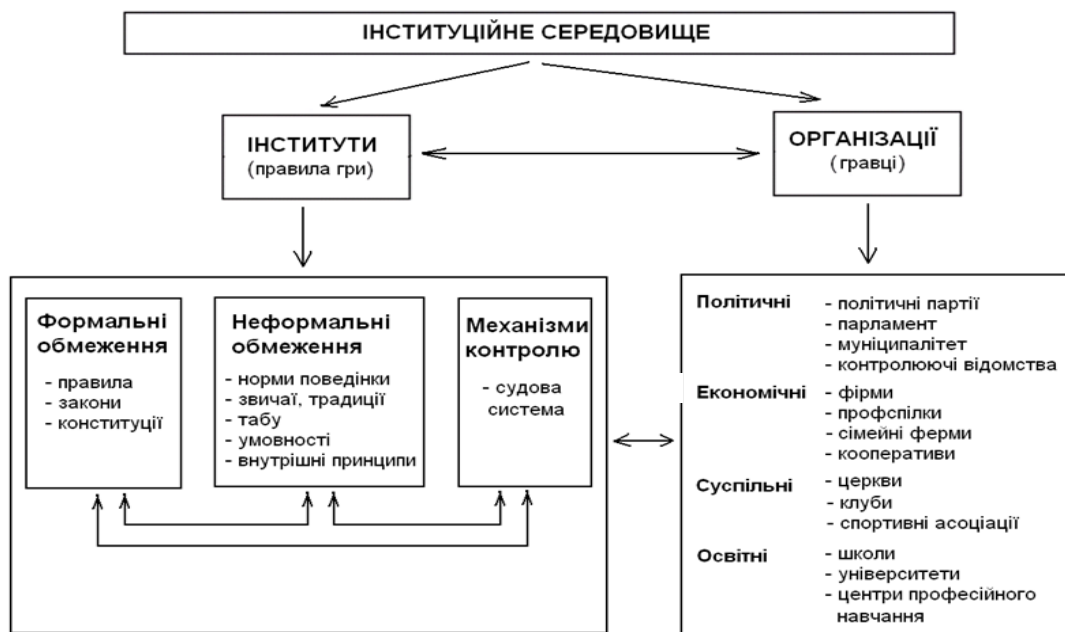 ІНСТИТУЦІЙНЕ СЕРЕДОВИЩЕ
ІНСТИТУТИ
(правила гри)
ОРГАНІЗАЦІЇ
(гравці)
Формальні
обмеження
- правила
- закони
- конституції
Неформальні
обмеження
- норми поведінки
- звичаї, традиції
- табу
- умовності
- внутрішні принципи
Механізми
контролю
- судова
система
Політичні - політичні партії
- парламент
- муніципалітет
- контролюючі відомства
Економічні - фірми
- профспілки
- сімейні ферми
- кооперативи
Суспільні - церкви
- клуби
- спортивні асоціації
Освітні - школи
- університети
- центри професійного
навчання